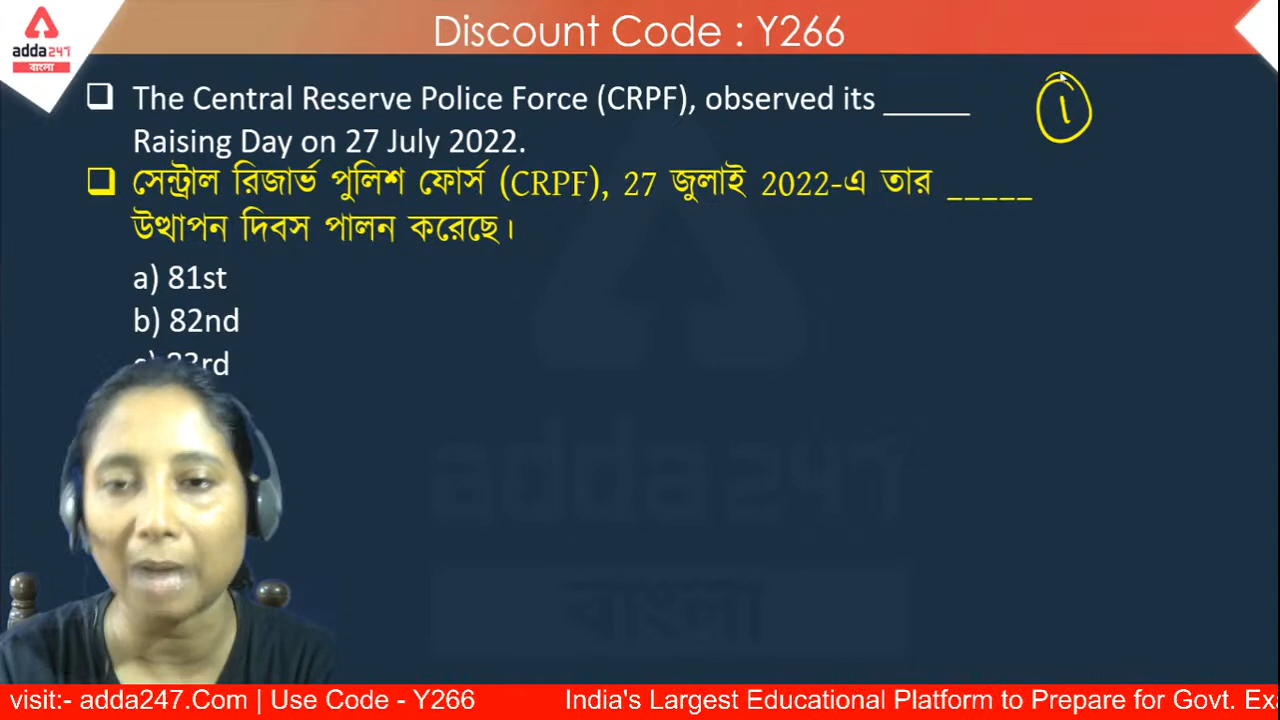 Discount Code : Y266
adda247
বাংলা
The Central Reserve Police Force (CRPF), observed its ______
Raising Day on 27 July 2022.
1
সেন্ট্রাল রিজার্ভ পুলিশ ফোর্স (CRPF), 27 জুলাই 2022-এ তার _____
উত্থাপন দিবস পালন করেছে।
a) 81st
b) 82nd
c) 83rd
adda247
বাংলা
visit:- adda247.Com | Use Code - Y266 India's Largest Educational Platform to Prepare for Govt.